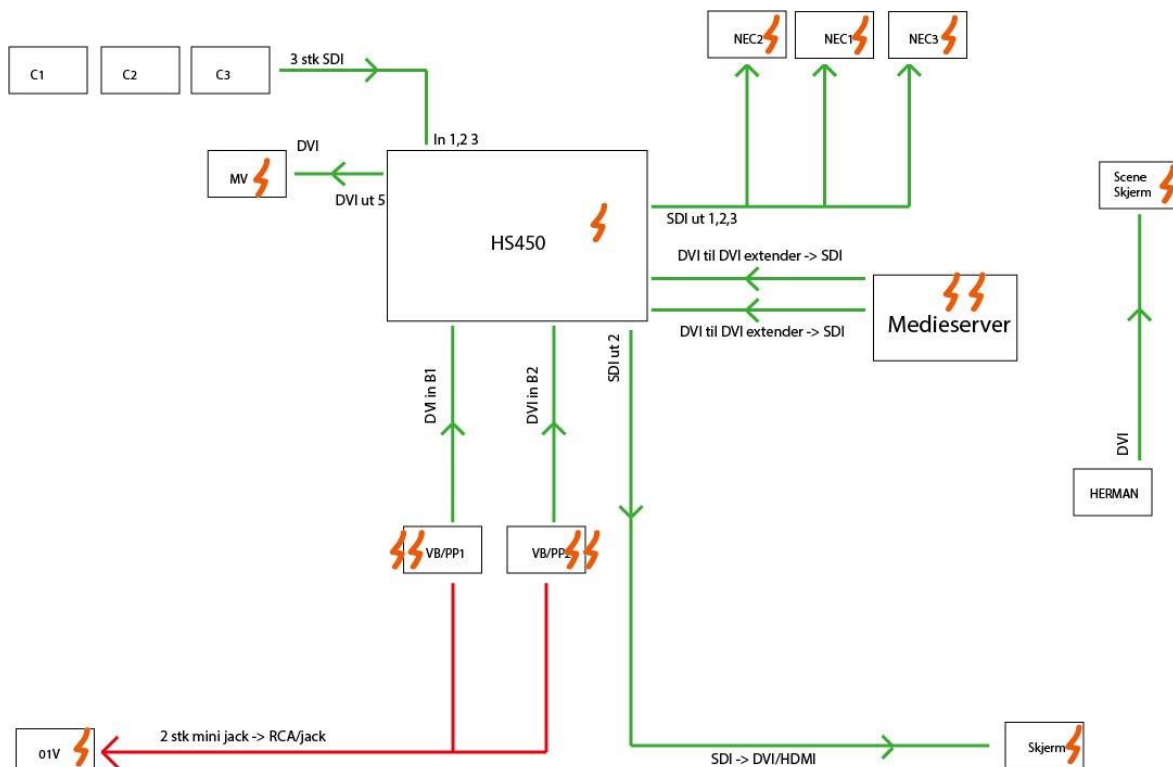 NEC2
NEC1
NEC3
C1
C2
C3
3 stk SDI
In 1,2 3
DVI
MV
DVI ut 5
HS450
SDI ut 1,2,3
Scene
Skjerm
DVI til DVI extender -> SDI
Medieserver
DVI til DVI extender -> SDI
SDI ut 2
DVI in B1
DVI in B2
DVI
HERMAN
VB/PP1
VB/PP2
2 stk mini jack -> RCA/jack
01V
SDI -> DVI/HDMI
Skjerm